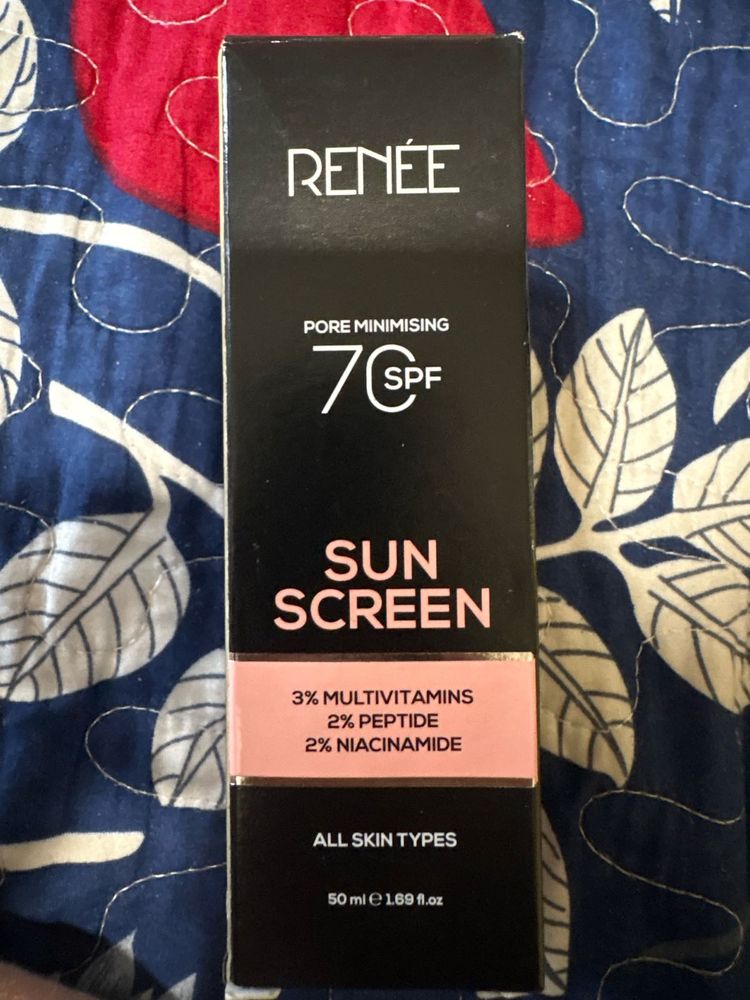 RENÉE
PORE MINIMISING
70 SPF
SUN
SCREEN
3% MULTIVITAMINS
2% PEPTIDE
2% NIACINAMIDE
ALL SKIN TYPES
50 ml ℮ 1.69 fl.oz